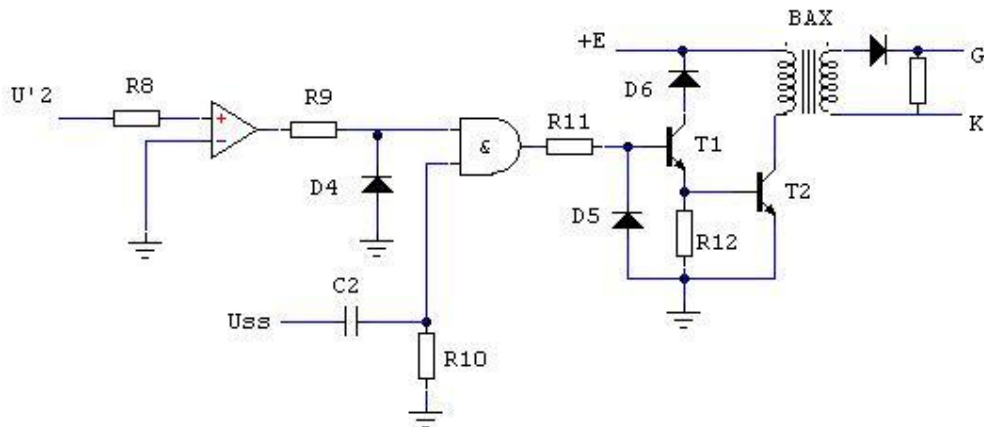 BAX
+E
G
D6
U'2
R8
+
R9
R11
T1
K
−
&
D4
D5
T2
R12
C2
Uss
R10